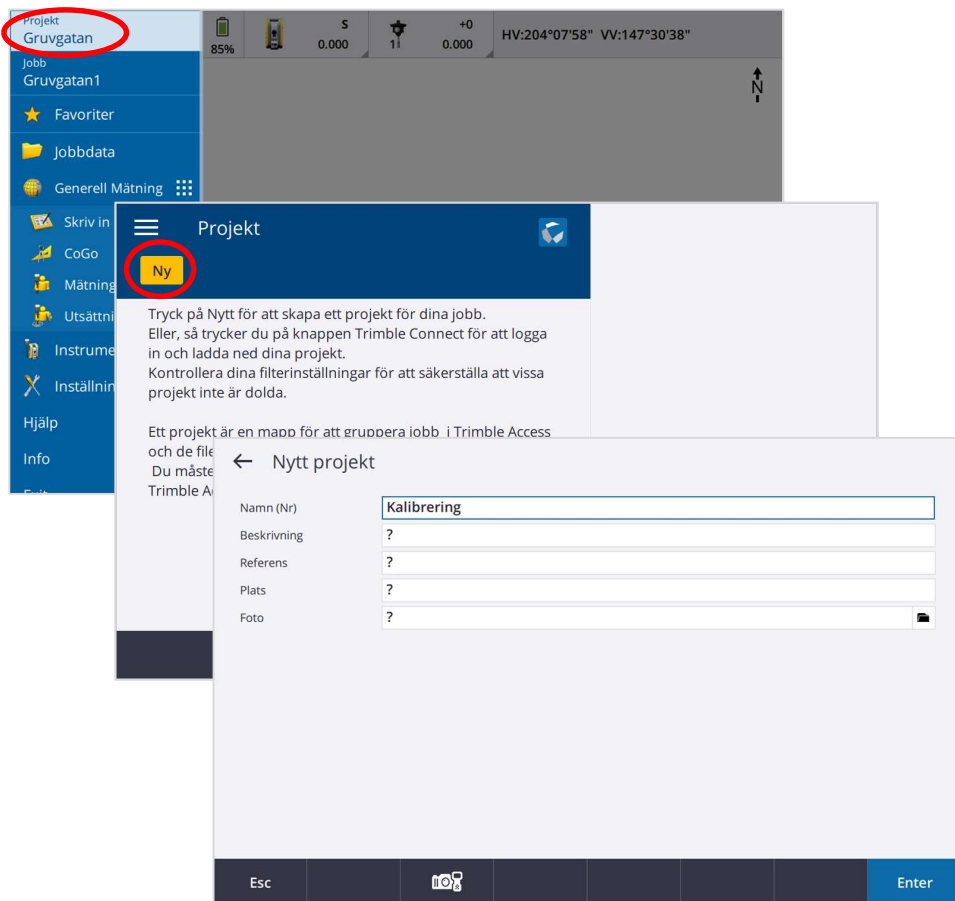 Projekt
Gruvgatan
Jobb
Gruvgatan1
Favoriter
Jobbdata
Generell Mätning
Skriv in
CoGo
Mätning
Utsättni
Instrume
Inställnin
Hjälp
Info
85%
S
0.000
1
+0
0.000
HV:204°07'58" VV:147°30'38"
N
Projekt
Ny
Tryck på Nytt för att skapa ett projekt för dina jobb.
Eller, så trycker du på knappen Trimble Connect för att logga
in och ladda ned dina projekt.
Kontrollera dina filterinställningar för att säkerställa att vissa
projekt inte är dolda.
Ett projekt är en mapp för att gruppera jobb i Trimble Access
och de file
Du måste
Trimble A
Nytt projekt
Namn (Nr) Kalibrering
Beskrivning ?
Referens ?
Plats ?
Foto ?
Esc
Enter